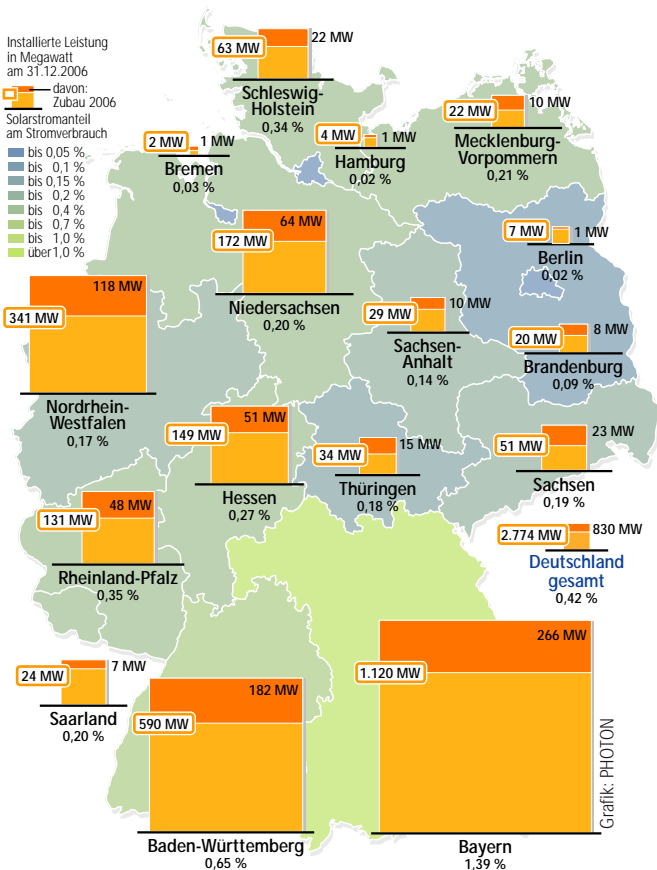 Installierte Leistung
in Megawatt
am 31.12.2006
davon:
Zubau 2006
Solarstromanteil
am Stromverbrauch
bis 0,05 %
bis 0,1 %
bis 0,15 %
bis 0,2 %
bis 0,4 %
bis 0,7 %
bis 1,0 %
über 1,0 %
63 MW
22 MW
Schleswig-
Holstein
0,34 %
2 MW
1 MW
Bremen
0,03 %
4 MW
1 MW
Hamburg
0,02 %
22 MW
10 MW
Mecklenburg-
Vorpommern
0,21 %
172 MW
64 MW
Niedersachsen
0,20 %
7 MW
1 MW
Berlin
0,02 %
341 MW
118 MW
Nordrhein-
Westfalen
0,17 %
29 MW
10 MW
Sachsen-
Anhalt
0,14 %
20 MW
8 MW
Brandenburg
0,09 %
149 MW
51 MW
Hessen
0,27 %
34 MW
15 MW
Thüringen
0,18 %
51 MW
23 MW
Sachsen
0,19 %
131 MW
48 MW
Rheinland-Pfalz
0,35 %
2.774 MW
830 MW
Deutschland
gesamt
0,42 %
24 MW
7 MW
Saarland
0,20 %
590 MW
182 MW
Baden-Württemberg
0,65 %
1.120 MW
266 MW
Bayern
1,39 %
Grafik: PHOTON